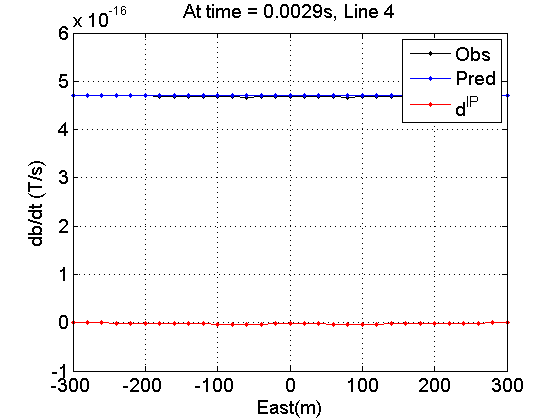 x 10^-16
At time = 0.0029s, Line 4
6
5
4
3
2
1
0
-1
db/dt (T/s)
Obs
Pred
d^IP
-300 -200 -100 0 100 200 300
East(m)